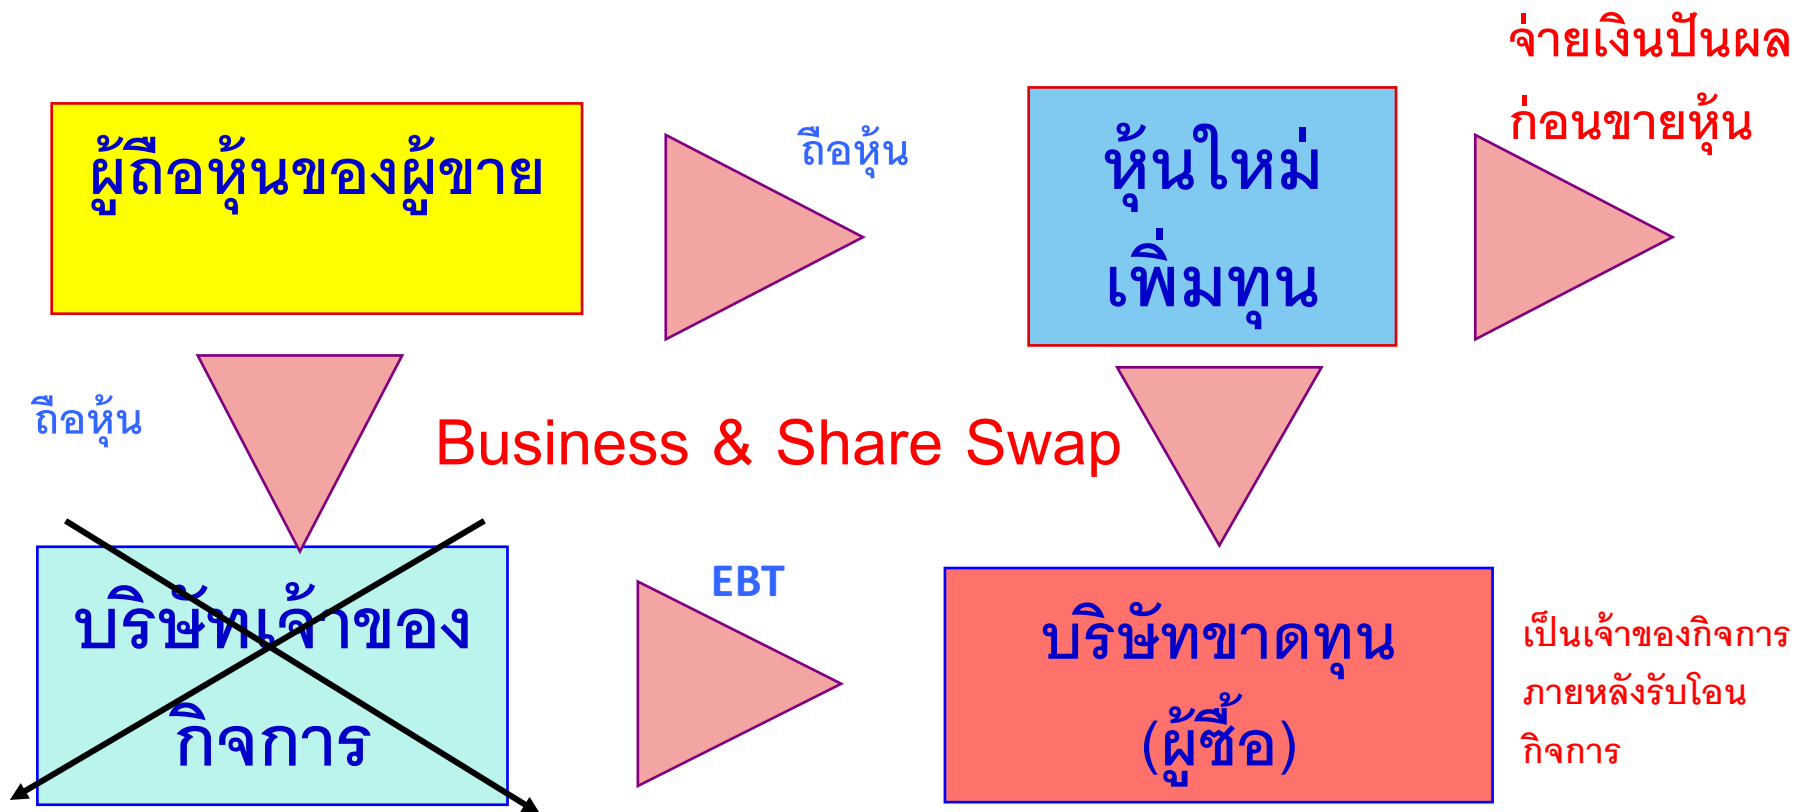 จ่ายเงินปันผล
ก่อนขายหุ้น
ผู้ถือหุ้นของผู้ขาย
ถือหุ้น
หุ้นใหม่
เพิ่มทุน
ถือหุ้น
Business & Share Swap
บริษัทเจ้าของ
กิจการ
EBT
บริษัทขาดทุน
(ผู้ซื้อ)
เป็นเจ้าของกิจการ
ภายหลังรับโอน
กิจการ